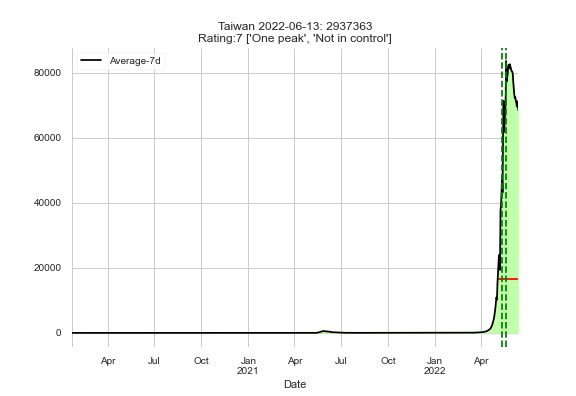 Taiwan 2022-06-13: 2937363
Rating:7 ['One peak', 'Not in control']
Average-7d
80000
60000
40000
20000
0
Apr Jul Oct Jan Apr Jul Oct Jan Apr
2021 2022
Date